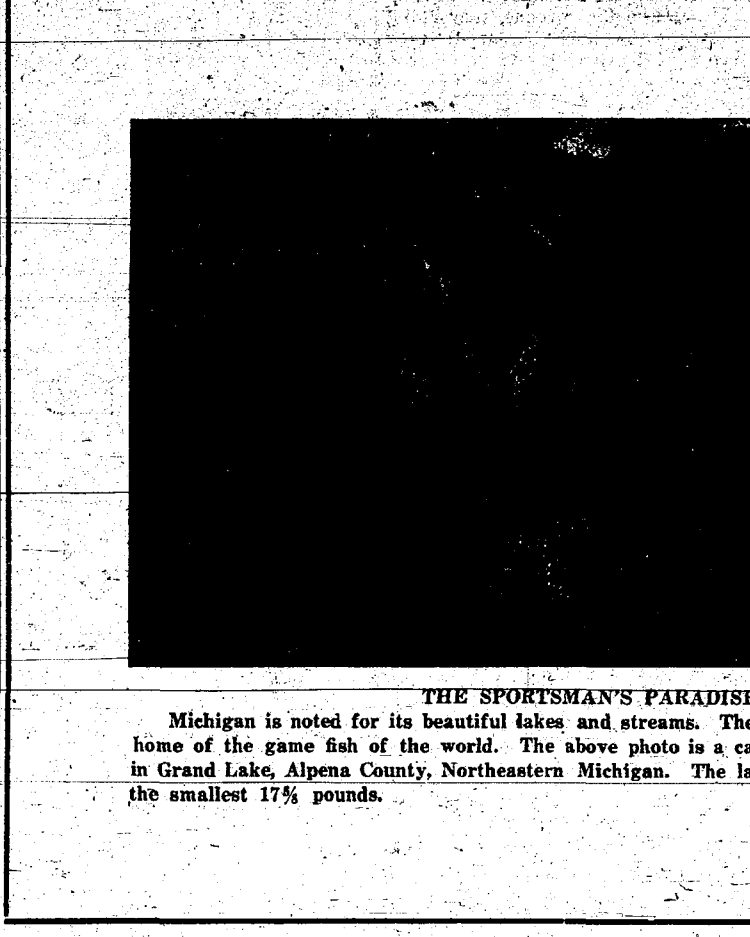 THE SPORTSMAN'S PARADISE
Michigan is noted for its beautiful lakes and streams. The
home of the game fish of the world. The above photo is a ca
in Grand Lake, Alpena County, Northeastern Michigan. The la
the smallest 17⅝ pounds.